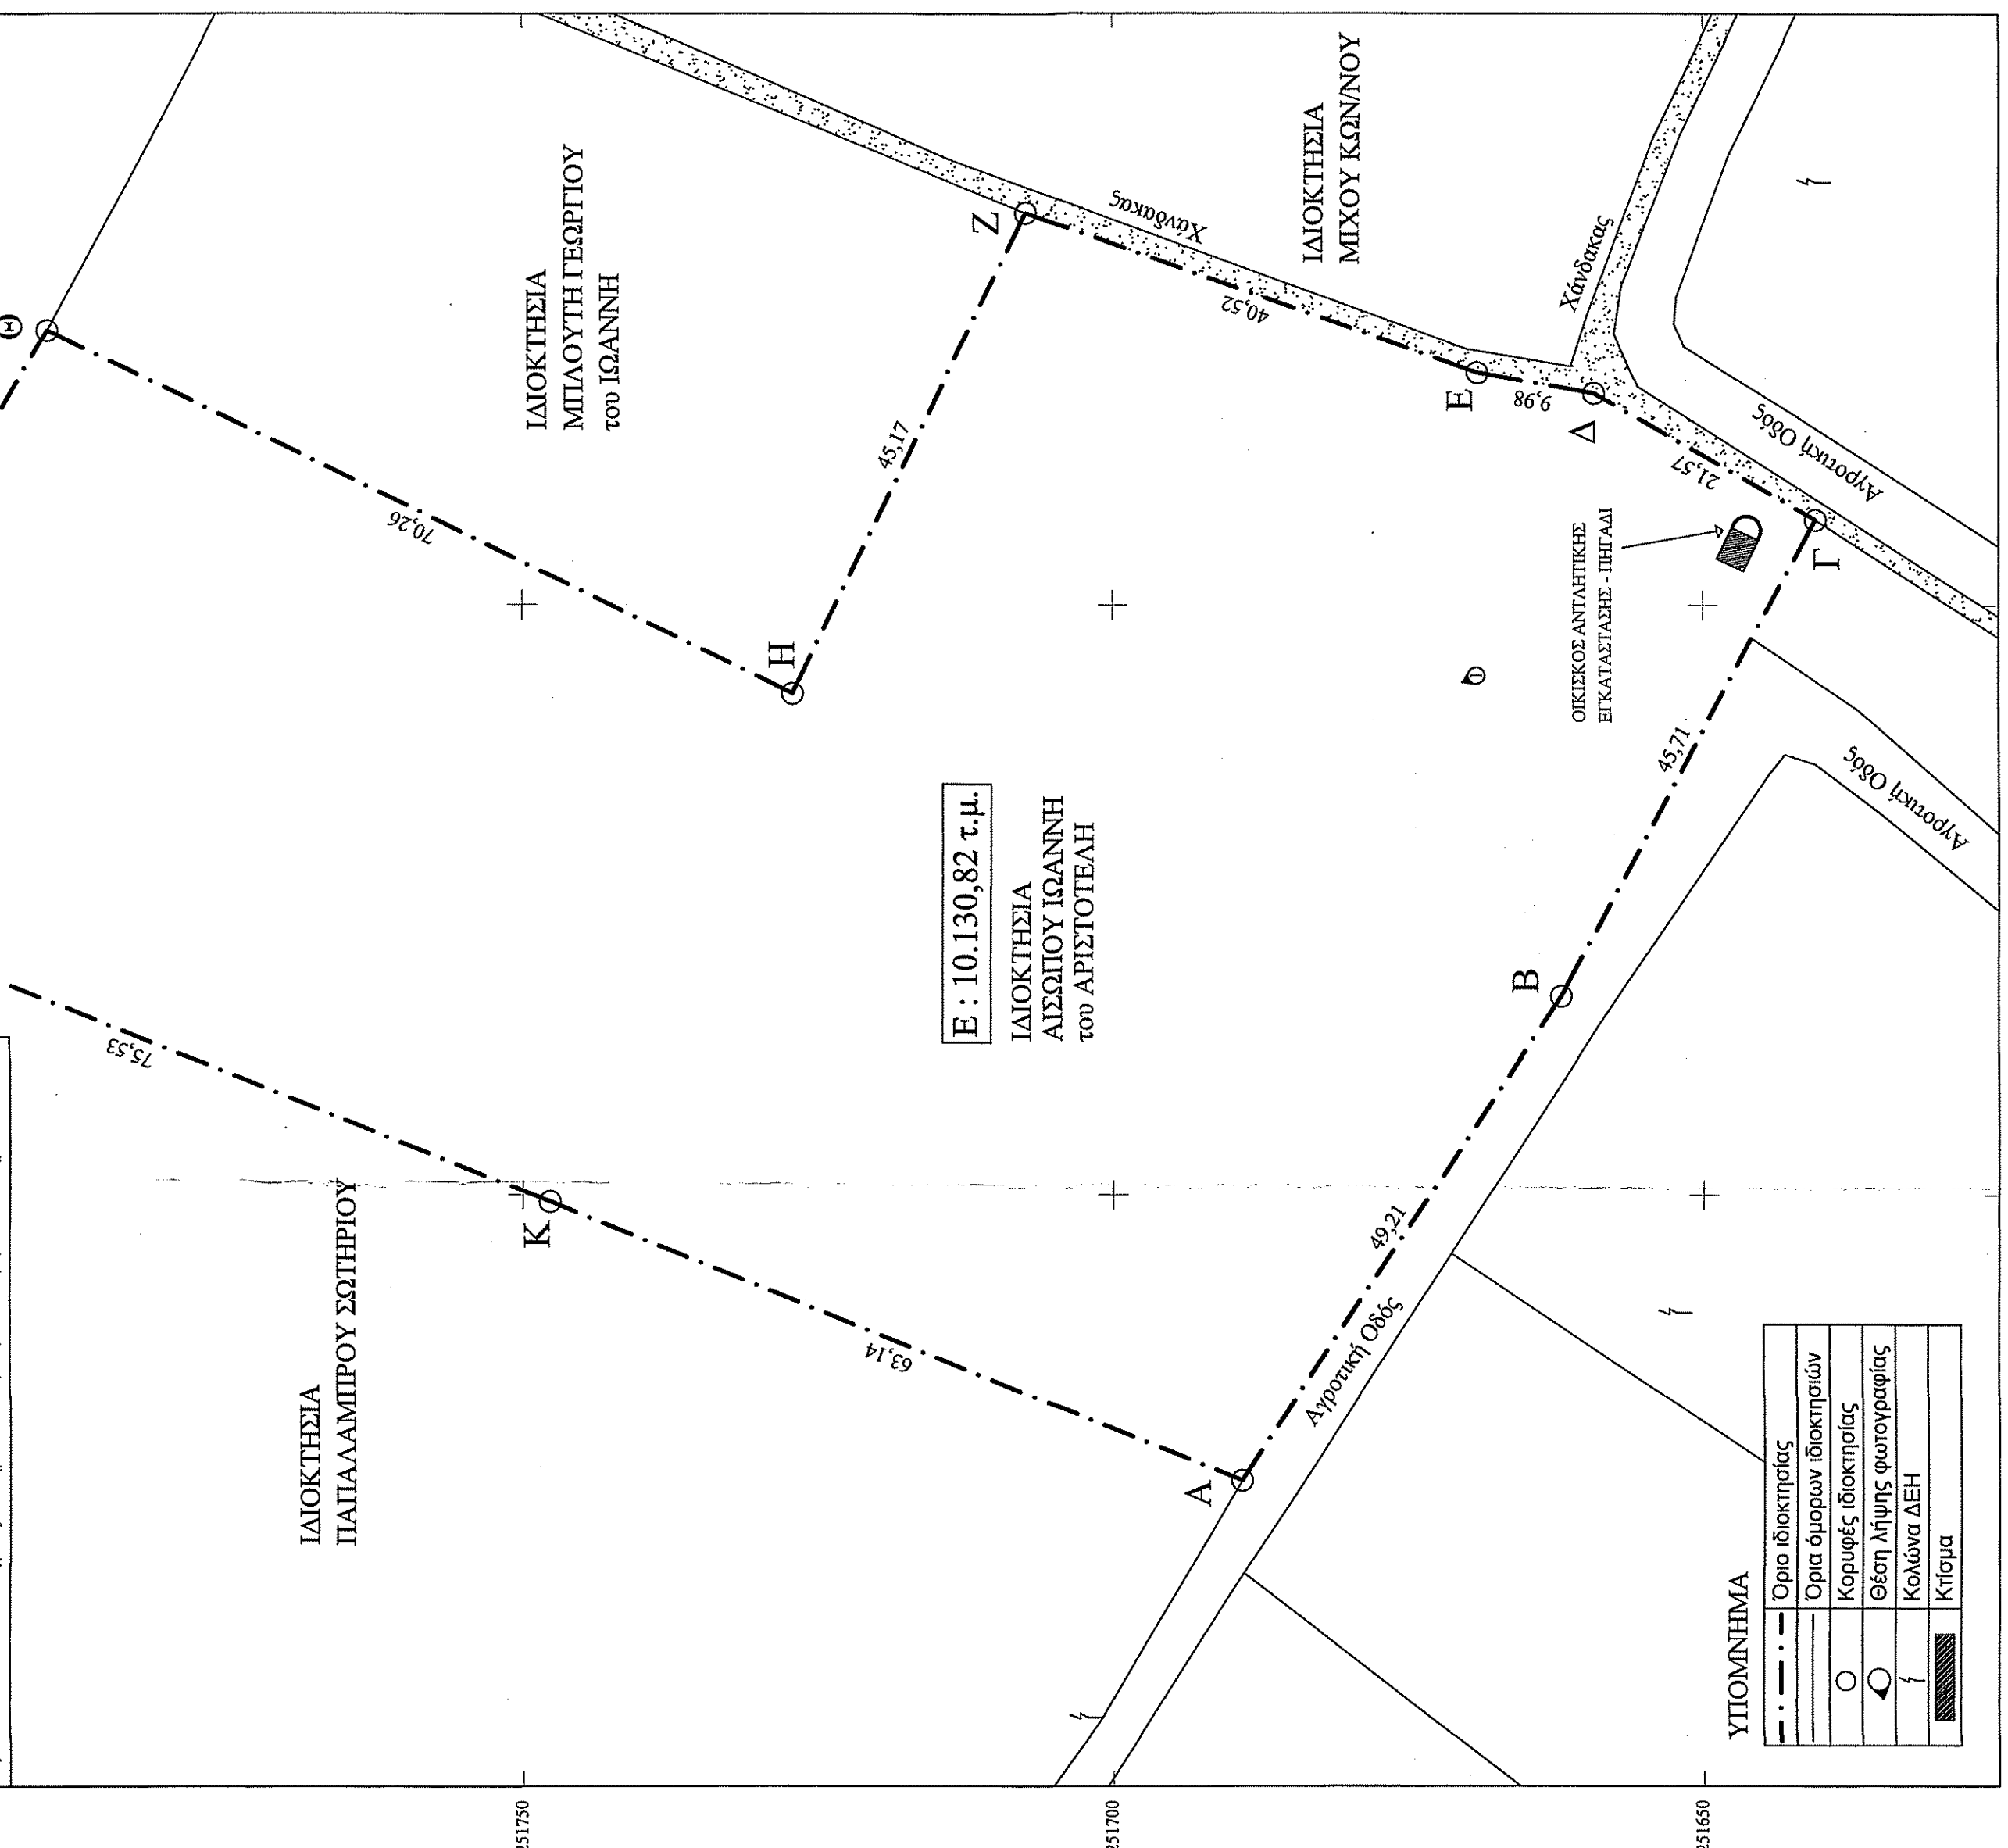 Θ
ΙΔΙΟΚΤΗΣΙΑ
ΜΠΛΟΥΤΗ ΓΕΩΡΓΙΟΥ
του ΙΩΑΝΝΗ
70,26
75,53
Ζ
45,17
Χάνδακας
ΙΔΙΟΚΤΗΣΙΑ
ΜΙΧΟΥ ΚΩΝ/ΝΟΥ
40,52
Χάνδακας
Ε
9,98
Δ
21,57
Αγροτική Οδός
Η
ΟΙΚΙΣΚΟΣ ΑΝΤΛΗΤΙΚΗΣ
ΕΓΚΑΤΑΣΤΑΣΗΣ - ΠΗΓΑΔΙ
Γ
1
45,71
Αγροτική Οδός
Ε : 10.130,82 τ.μ.
ΙΔΙΟΚΤΗΣΙΑ
ΑΙΣΩΠΟΥ ΙΩΑΝΝΗ
του ΑΡΙΣΤΟΤΕΛΗ
Β
49,21
Κ
63,14
ΙΔΙΟΚΤΗΣΙΑ
ΠΑΠΑΛΑΜΠΡΟΥ ΣΩΤΗΡΙΟΥ
Α
Αγροτική Οδός
ΥΠΟΜΝΗΜΑ
Όριο ιδιοκτησίας
Όρια όμορων ιδιοκτησιών
Κορυφές ιδιοκτησίας
Θέση λήψης φωτογραφίας
Κολώνα ΔΕΗ
Κτίσμα
251750
251700
251650